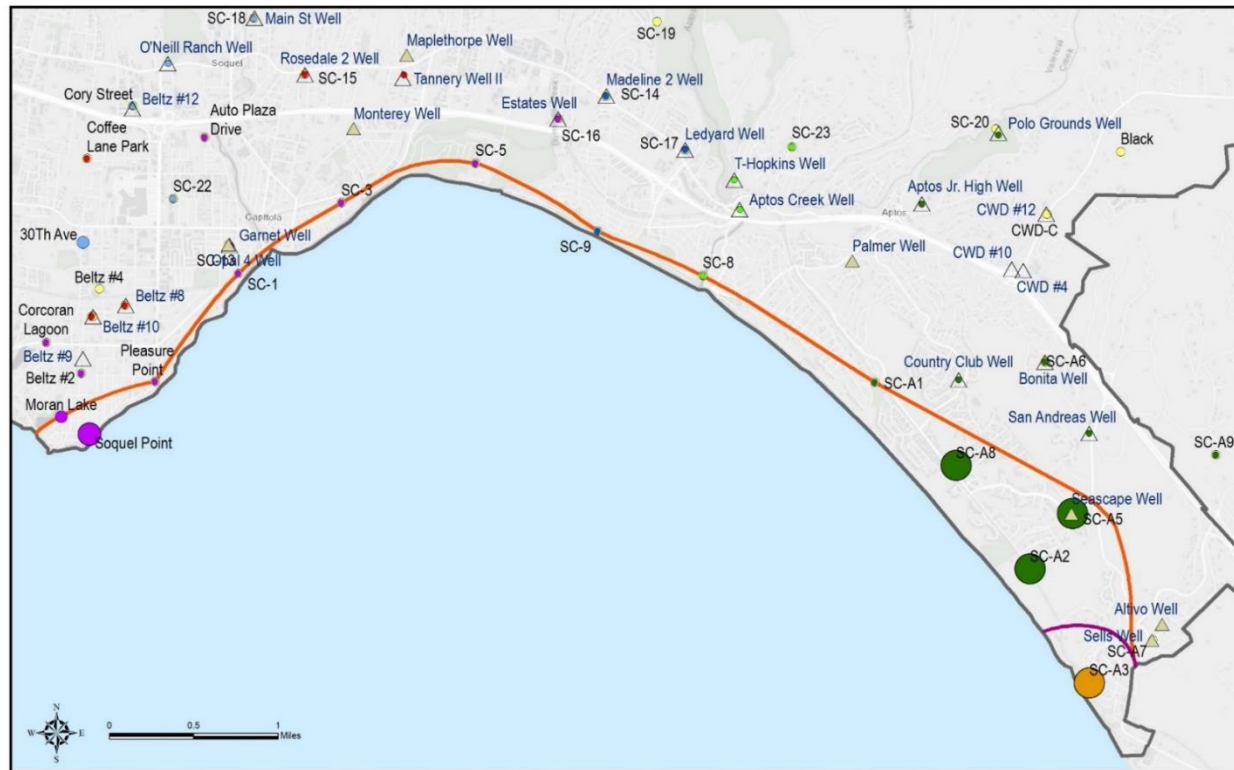 SC-18
Main St Well
SC-19
O'Neill Ranch Well
Soquel
Maplethorpe Well
Rosedale 2 Well
SC-15
Tannery Well II
Madeline 2 Well
SC-14
Cory Street
Beltz #12
Auto Plaza
Drive
Monterey Well
Estates Well
SC-16
SC-20
Polo Grounds Well
Black
Coffee
Lane Park
SC-5
SC-17
Ledyard Well
SC-23
T-Hopkins Well
SC-22
SC-3
Capitola
Aptos Creek Well
Aptos
Aptos Jr. High Well
CWD #12
CWD-C
30Th Ave
Garnet Well
SC-13
Opal 4 Well
SC-1
SC-9
SC-8
Palmer Well
CWD #10
CWD #4
Beltz #4
Beltz #8
Beltz #10
Corcoran
Lagoon
Beltz #9
Beltz #2
Pleasure
Point
Moran Lake
Soquel Point
SC-A1
Country Club Well
SC-A6
Bonita Well
San Andreas Well
SC-A8
SC-A9
Seascape Well
SC-A5
SC-A2
Altivo Well
Sells Well
SC-A7
SC-A3
N
W E
S
0 0.5 1
Miles